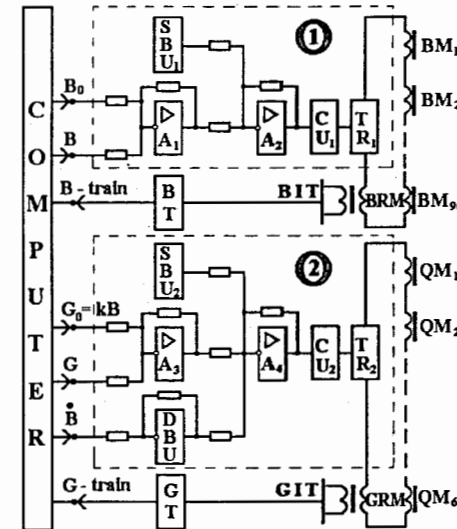 COMPUTER
B₀
B
B - train
SBU₁
A₁
A₂
CU₁
TR₁
1
BM₁
BM₂
BT
BIT
BRM
BM₉
SBU₂
2
G₀=kB
G
Ḃ
G - train
A₃
A₄
DBU
CU₂
TR₂
QM₁
QM₂
GT
GIT
GRM
QM₆